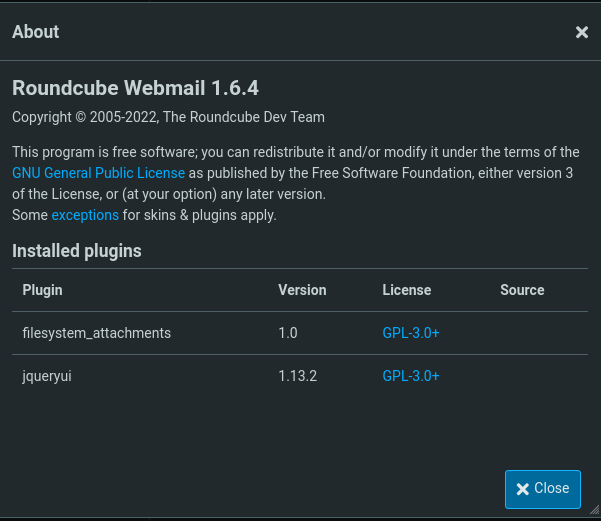 About
Roundcube Webmail 1.6.4
Copyright © 2005-2022, The Roundcube Dev Team
This program is free software; you can redistribute it and/or modify it under the terms of the
GNU General Public License as published by the Free Software Foundation, either version 3
of the License, or (at your option) any later version.
Some exceptions for skins & plugins apply.
Installed plugins
Plugin Version License Source
filesystem_attachments 1.0 GPL-3.0+
jqueryui 1.13.2 GPL-3.0+
Close